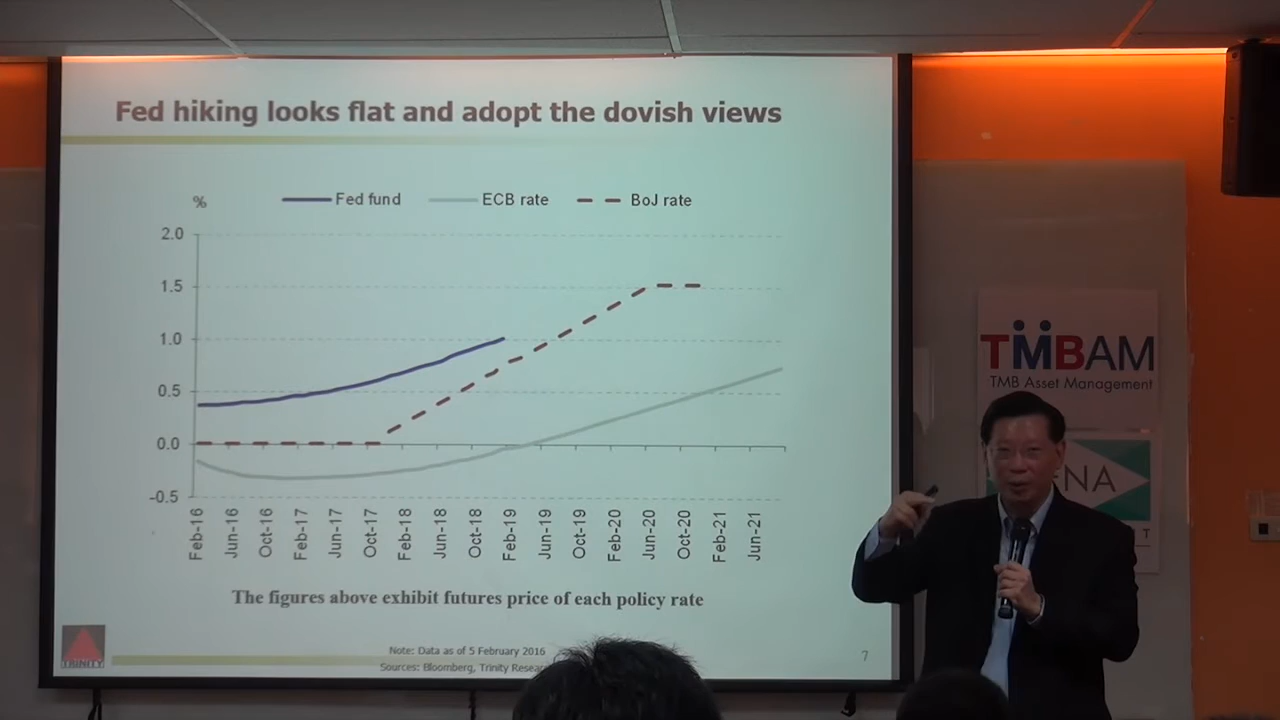 Fed hiking looks flat and adopt the dovish views
%
Fed fund
ECB rate
BoJ rate
2.0
1.5
1.0
0.5
0.0
-0.5
Feb-16
Jun-16
Oct-16
Feb-17
Jun-17
Oct-17
Feb-18
Jun-18
Oct-18
Feb-19
Jun-19
Oct-19
Feb-20
Jun-20
Oct-20
Feb-21
Jun-21
The figures above exhibit futures price of each policy rate
TRINITY
Note: Data as of 5 February 2016
Sources: Bloomberg, Trinity
7
TMBAM
TMB Asset Management
NA
T